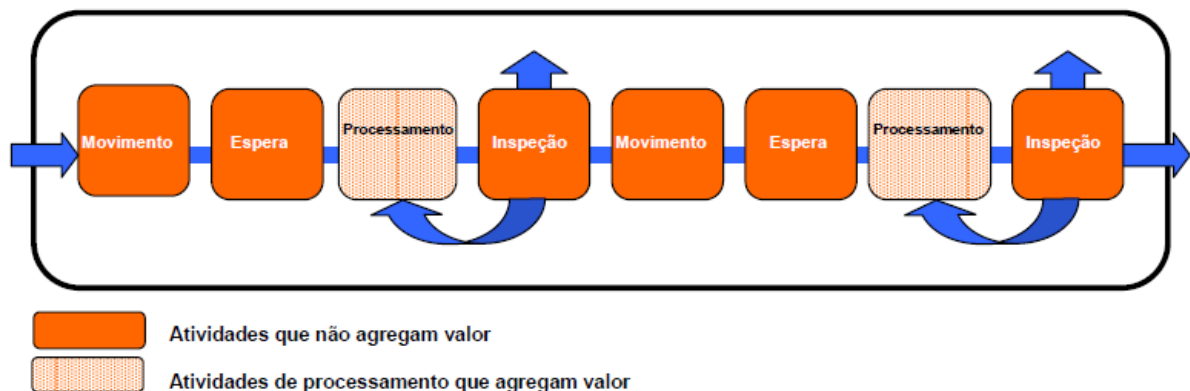 Movimento
Espera
Processamento
Inspeção
Movimento
Espera
Processamento
Inspeção
Atividades que não agregam valor
Atividades de processamento que agregam valor